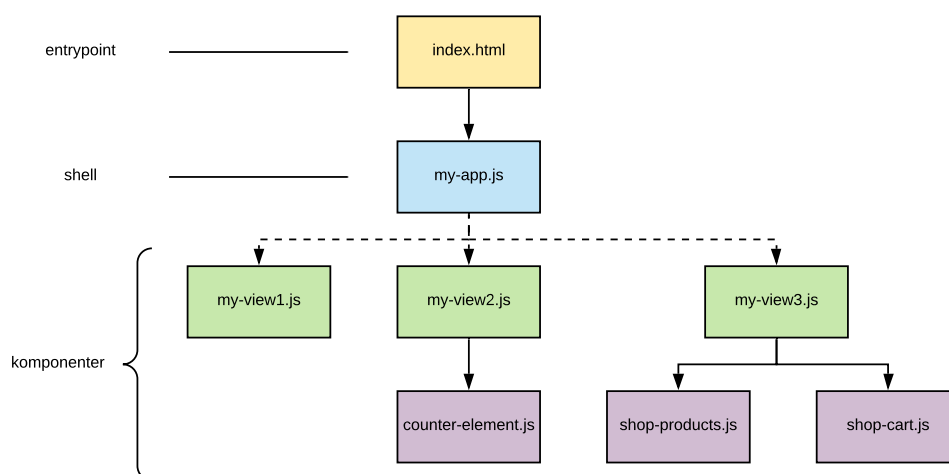 entrypoint
index.html
shell
my-app.js
my-view1.js
my-view2.js
my-view3.js
komponenter
counter-element.js
shop-products.js
shop-cart.js